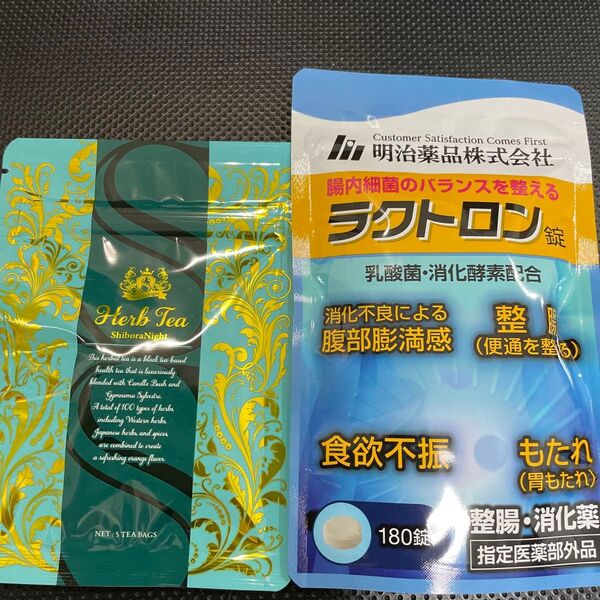 Herb Tea
ShiboraNight
This herbal tea is a black tea-based
health tea that is luxuriously
blended with Candle Bush and
Gymnema Sylvestre.
A total of 100 types of herbs,
including Western herbs,
Japanese herbs, and spices,
are combined to create
a refreshing orange flavor.
NET : 5 TEA BAGS
Customer Satisfaction Comes First
明治薬品株式会社
腸内細菌のバランスを整える
ラクトロン錠
乳酸菌・消化酵素配合
消化不良による
腹部膨満感
整腸
(便通を整る)
食欲不振
もたれ
(胃もたれ)
180錠
整腸・消化薬
指定医薬部外品